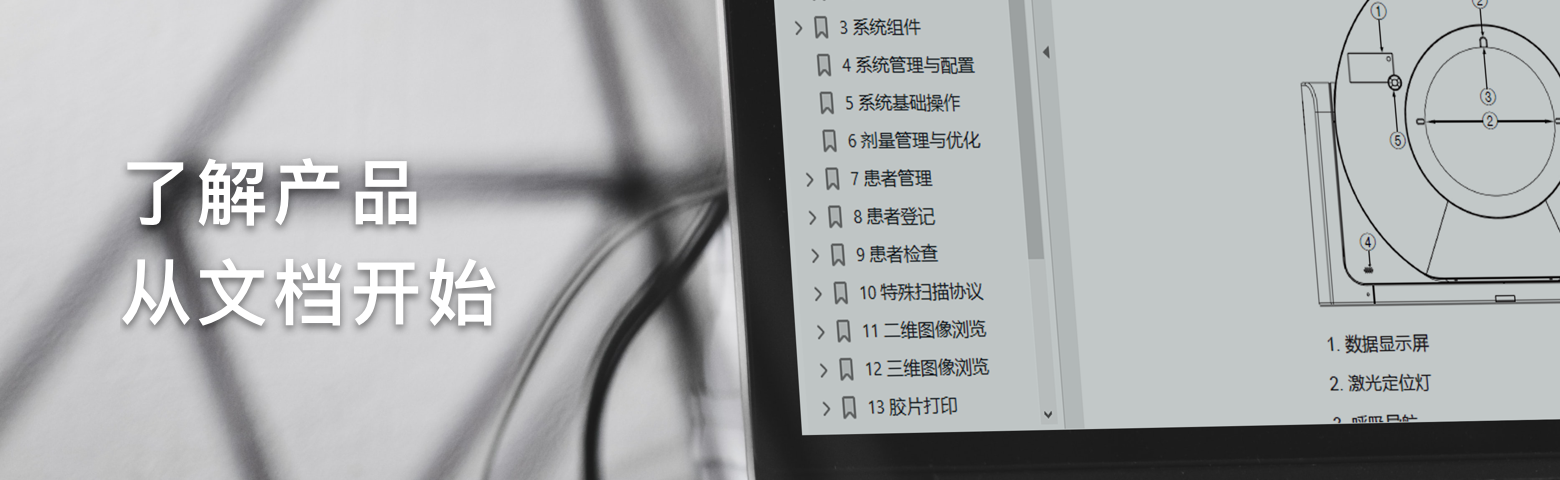 了解产品
从文档开始
3 系统组件
4 系统管理与配置
5 系统基础操作
6 剂量管理与优化
7 患者管理
8 患者登记
9 患者检查
10 特殊扫描协议
11 二维图像浏览
12 三维图像浏览
13 胶片打印
①
②
③
②
⑤
④
1. 数据显示屏
2. 激光定位灯
3. 呼吸导航